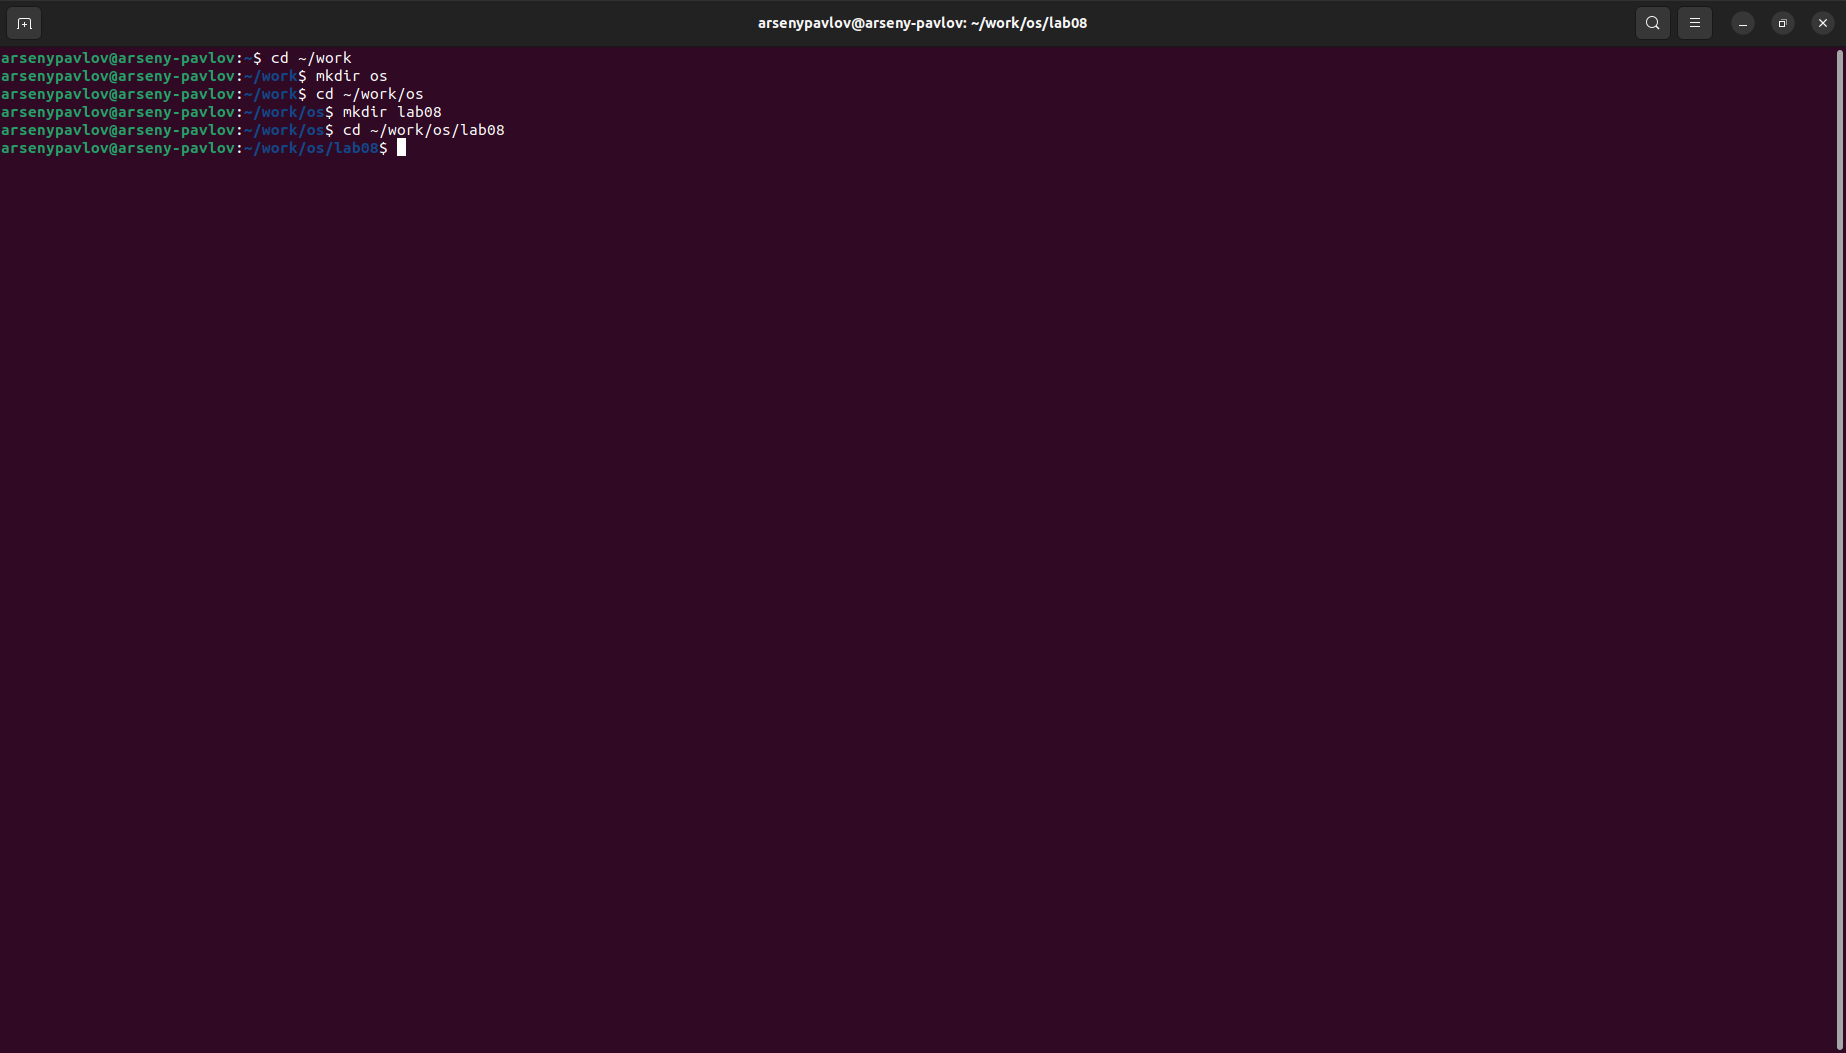 arsenypavlov@arseny-pavlov: ~/work/os/lab08
arsenypavlov@arseny-pavlov:~$ cd ~/work
arsenypavlov@arseny-pavlov:~/work$ mkdir os
arsenypavlov@arseny-pavlov:~/work$ cd ~/work/os
arsenypavlov@arseny-pavlov:~/work/os$ mkdir lab08
arsenypavlov@arseny-pavlov:~/work/os$ cd ~/work/os/lab08
arsenypavlov@arseny-pavlov:~/work/os/lab08$